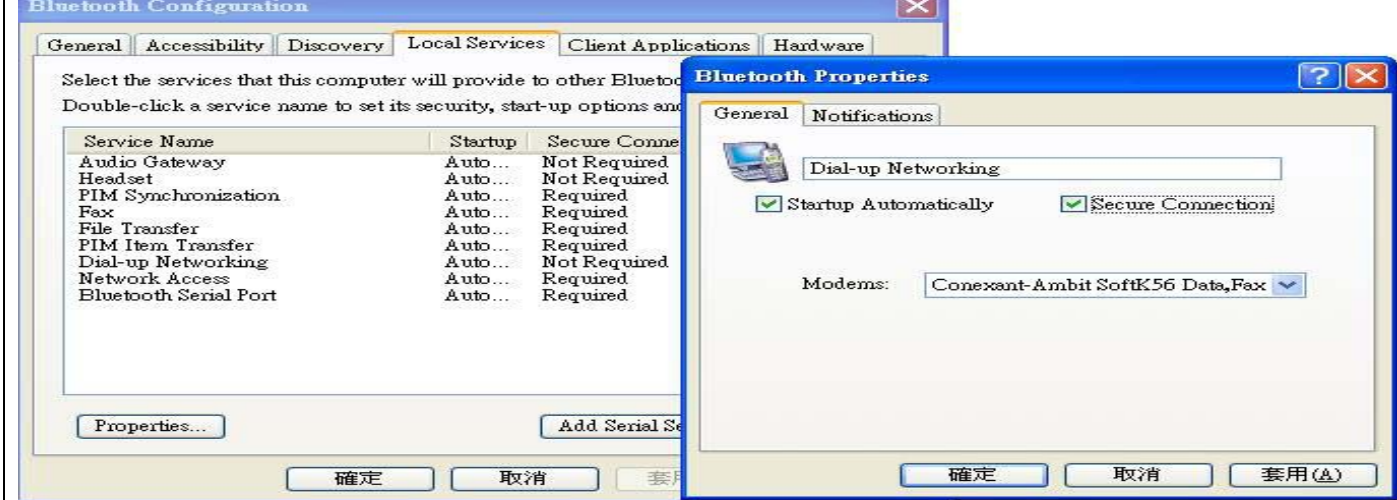 Bluetooth Configuration
General Accessibility Discovery Local Services Client Applications Hardware
Select the services that this computer will provide to other
Double-click a service name to set its security, start-up options
Service Name Startup Secure
Audio Gateway Auto... Not Required
Headset Auto... Not Required
PIM Synchronization Auto... Required
Fax Auto... Required
File Transfer Auto... Required
PIM Item Transfer Auto... Required
Dial-up Networking Auto... Not Required
Network Access Auto... Required
Bluetooth Serial Port Auto... Required
Properties... Add Serial
確定 取消
Bluetooth Properties
General Notifications
Dial-up Networking
Startup Automatically Secure Connection
Modems: Conexant-Ambit SoftK56 Data,Fax
確定 取消 套用(A)